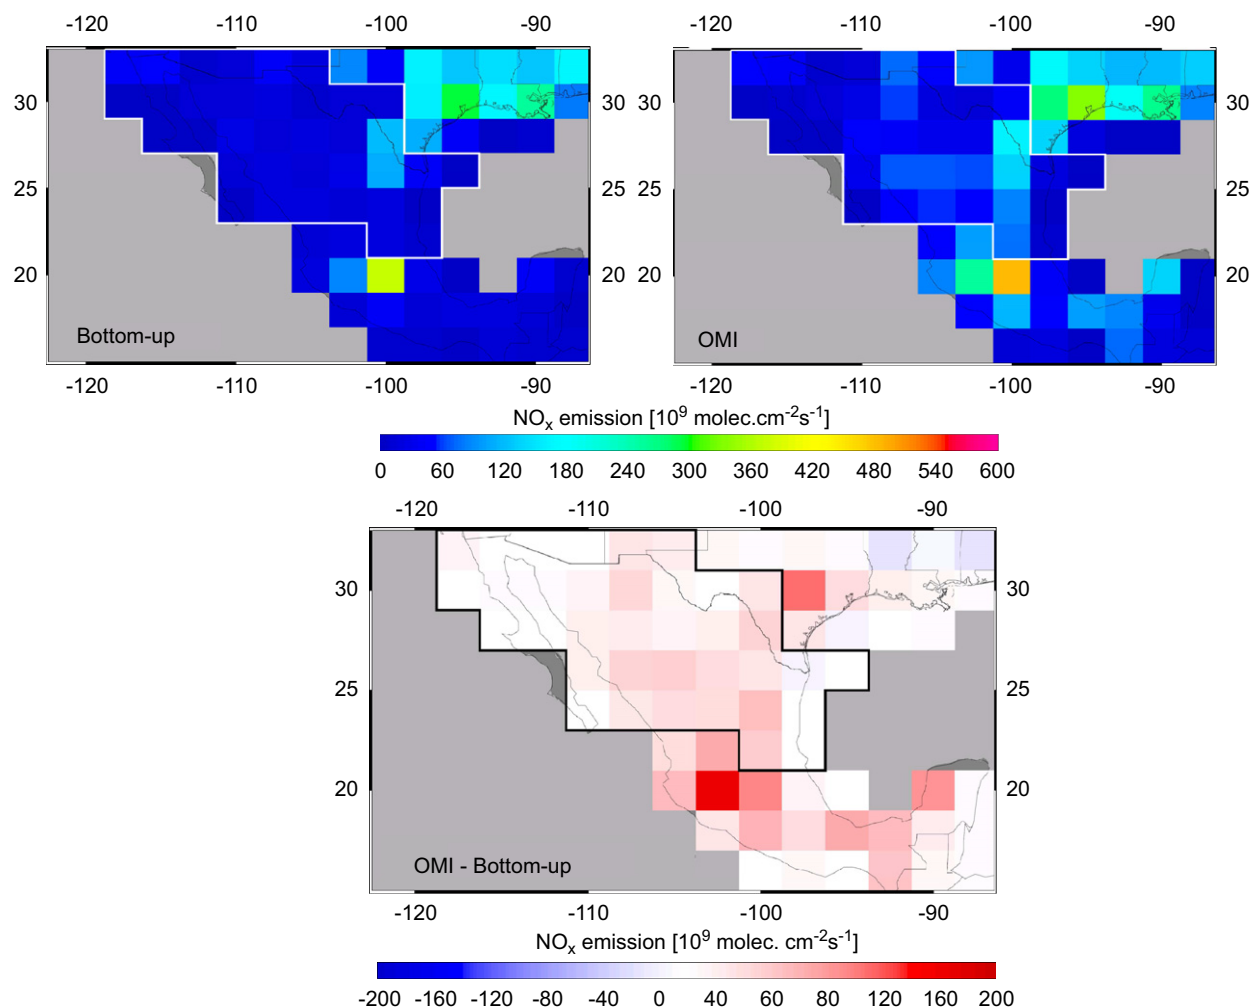 -120 -110 -100 -90 -120 -110 -100 -90
30 30 30
25 25 25
20 20 20
Bottom-up OMI
-120 -110 -100 -90 -120 -110 -100 -90
NOx emission [10⁹ molec.cm⁻²s⁻¹]
0 60 120 180 240 300 360 420 480 540 600
-120 -110 -100 -90
30 30
25 25
20 20
OMI - Bottom-up
-120 -110 -100 -90
NOx emission [10⁹ molec. cm⁻²s⁻¹]
-200 -160 -120 -80 -40 0 40 80 120 160 200